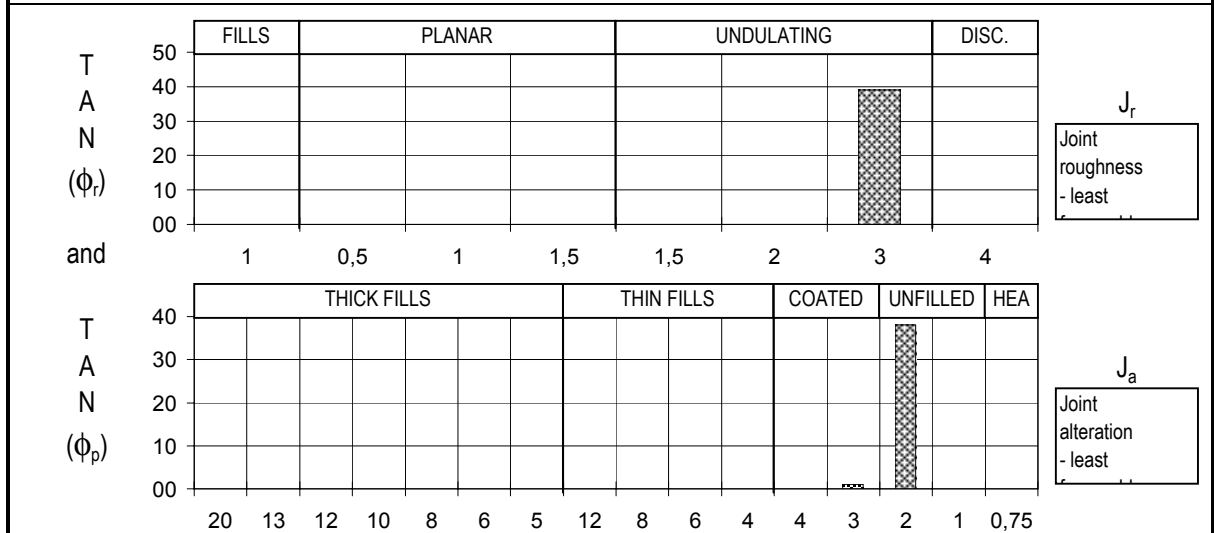 FILLS PLANAR UNDULATING DISC.
T
A
N
(ϕr)
50
40
30
20
10
00
Jr
Joint
roughness
- least
and
1 0,5 1 1,5 1,5 2 3 4
THICK FILLS THIN FILLS COATED UNFILLED HEA
T
A
N
(ϕp)
40
30
20
10
00
Ja
Joint
alteration
- least
20 13 12 10 8 6 5 12 8 6 4 4 3 2 1 0,75